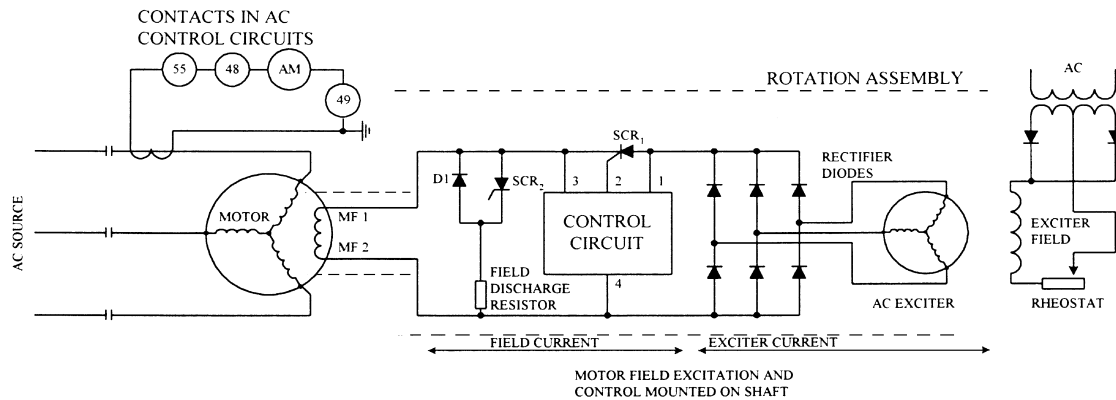 CONTACTS IN AC
CONTROL CIRCUITS
55
48
AM
49
ROTATION ASSEMBLY
AC
AC SOURCE
MOTOR
MF 1
MF 2
D1
SCR2
SCR1
3
2
1
CONTROL
CIRCUIT
4
FIELD
DISCHARGE
RESISTOR
RECTIFIER
DIODES
AC EXCITER
EXCITER
FIELD
RHEOSTAT
FIELD CURRENT
EXCITER CURRENT
MOTOR FIELD EXCITATION AND
CONTROL MOUNTED ON SHAFT